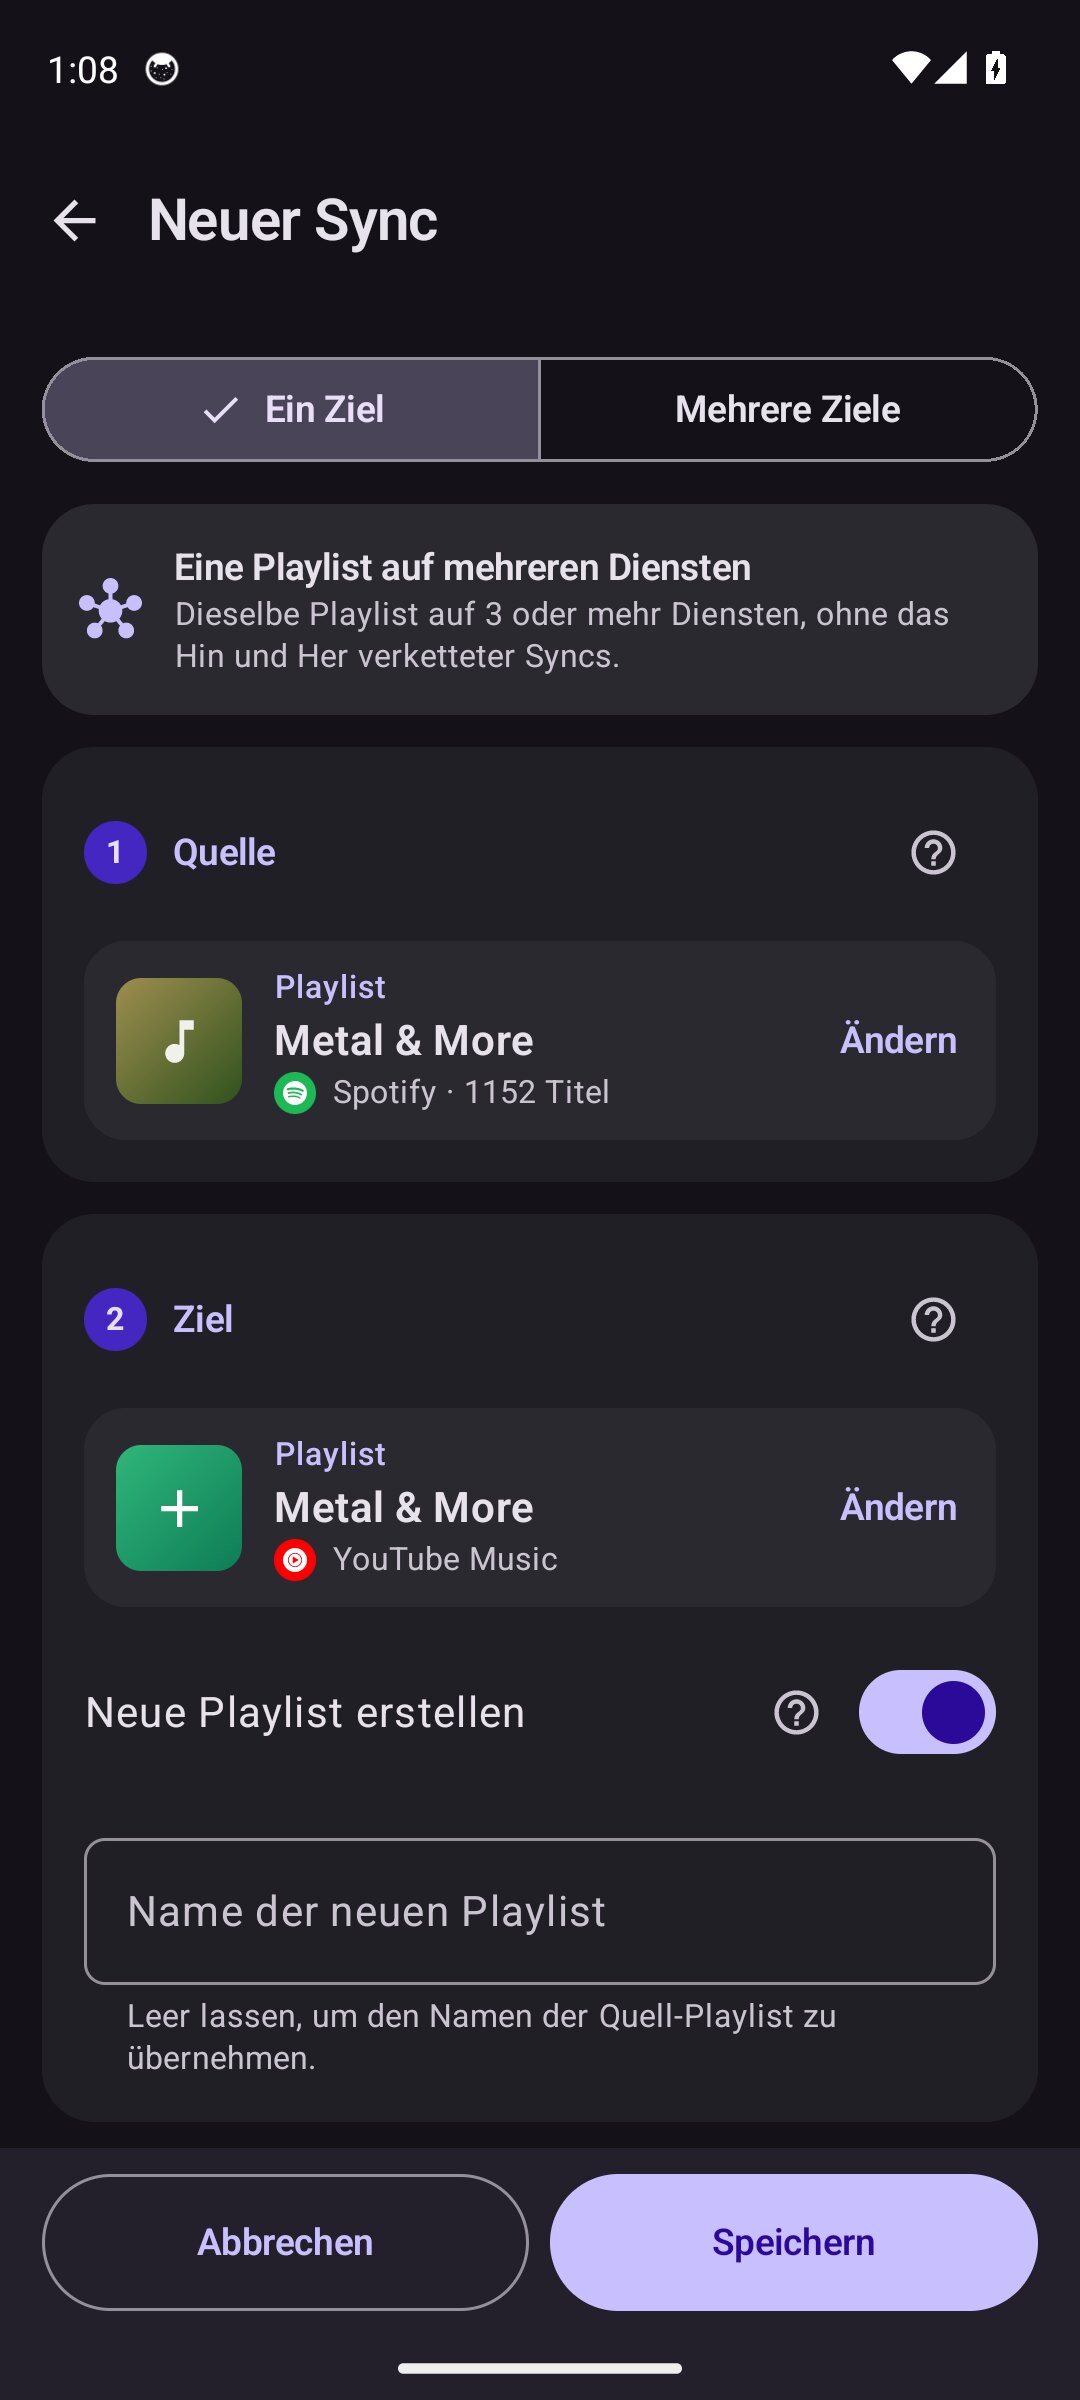 1:08
Neuer Sync
Ein Ziel
Mehrere Ziele
Eine Playlist auf mehreren Diensten
Dieselbe Playlist auf 3 oder mehr Diensten, ohne das
Hin und Her verketteter Syncs.
1 Quelle
Playlist
Metal & More
Ändern
Spotify · 1152 Titel
2 Ziel
Playlist
Metal & More
Ändern
YouTube Music
Neue Playlist erstellen
Name der neuen Playlist
Leer lassen, um den Namen der Quell-Playlist zu
übernehmen.
Abbrechen
Speichern